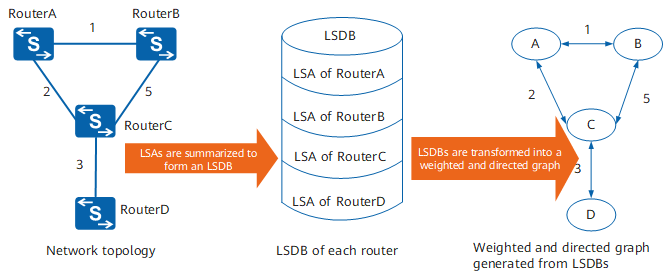 RouterA
RouterB
1
2
5
RouterC
3
RouterD
Network topology
LSAs are summarized to
form an LSDB
LSDB
LSA of RouterA
LSA of RouterB
LSA of RouterC
LSA of RouterD
LSDB of each router
LSDBs are transformed into a
weighted and directed graph
A
1
B
2
5
C
3
D
Weighted and directed graph
generated from LSDBs